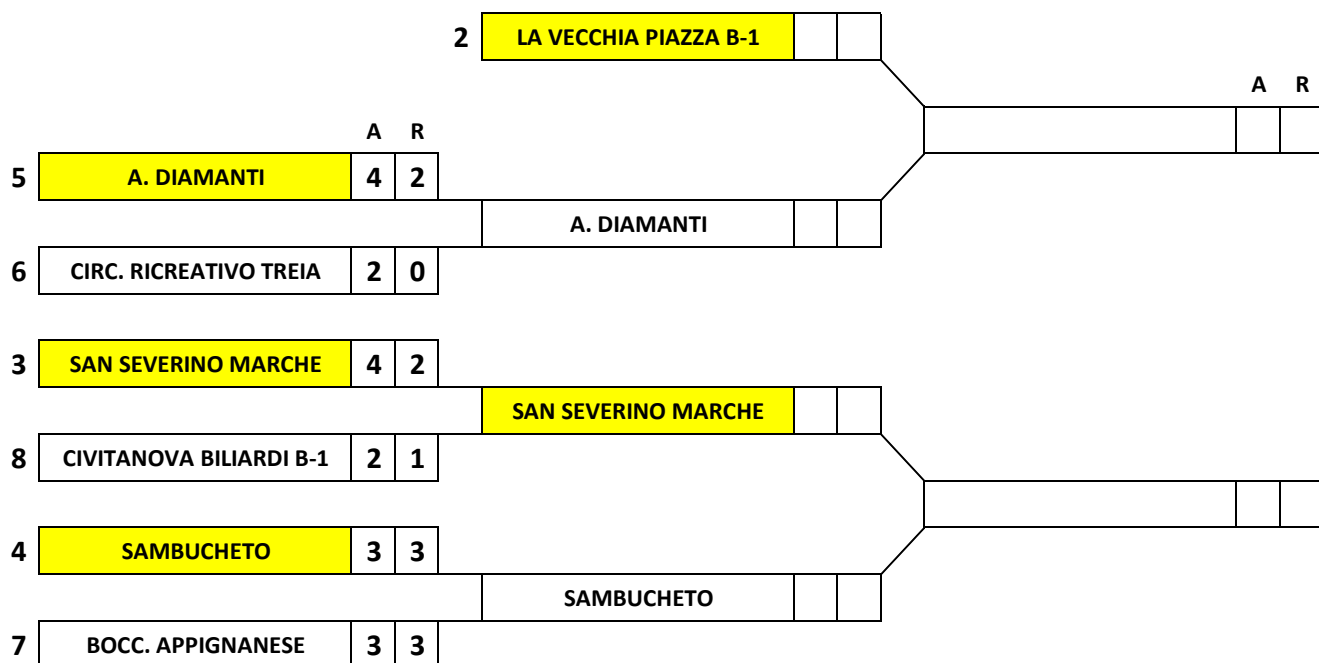 2 LA VECCHIA PIAZZA B-1
A R
A R
5 A. DIAMANTI 4 2
A. DIAMANTI
6 CIRC. RICREATIVO TREIA 2 0
3 SAN SEVERINO MARCHE 4 2
SAN SEVERINO MARCHE
8 CIVITANOVA BILIARDI B-1 2 1
4 SAMBUCHETO 3 3
SAMBUCHETO
7 BOCC. APPIGNANESE 3 3